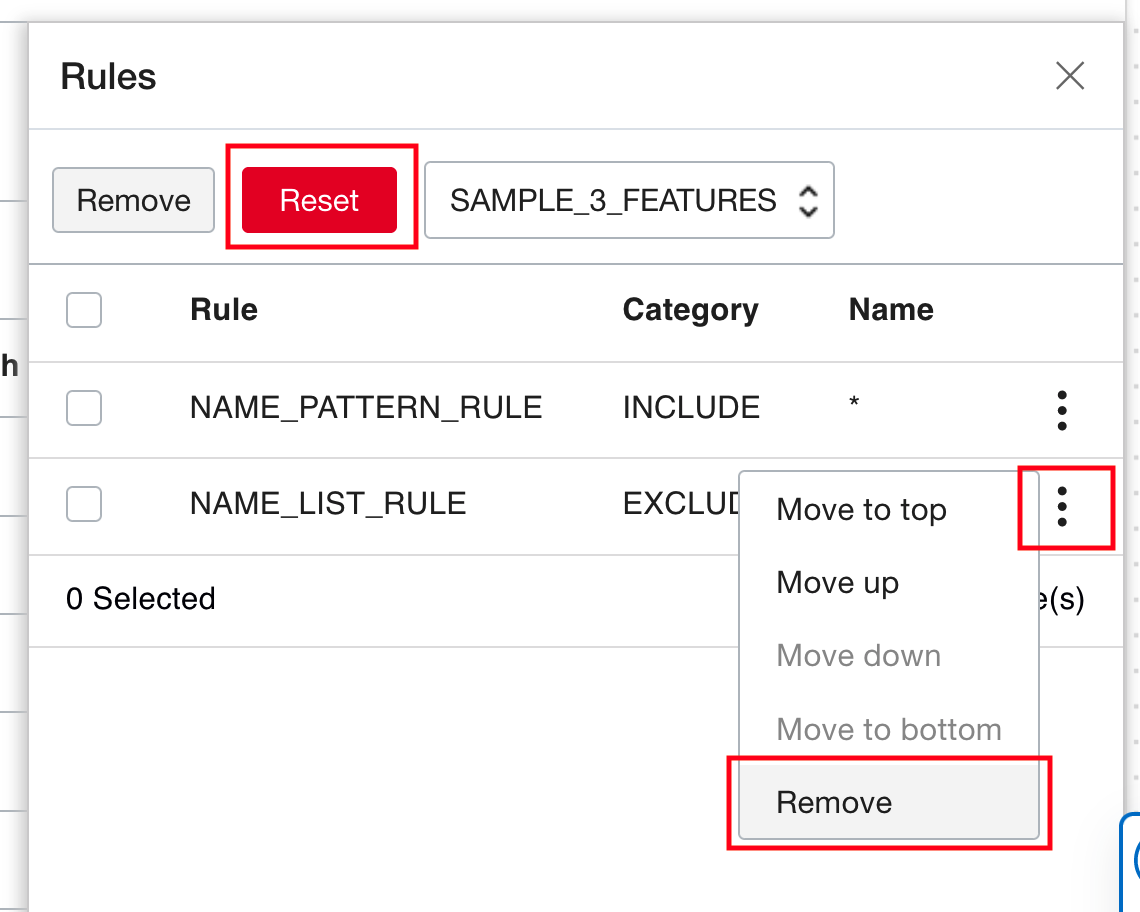 Rules
Remove Reset SAMPLE_3_FEATURES
Rule Category Name
h
NAME_PATTERN_RULE INCLUDE *
NAME_LIST_RULE EXCLUD
Move to top
Move up
0 Selected e(s)
Move down
Move to bottom
Remove